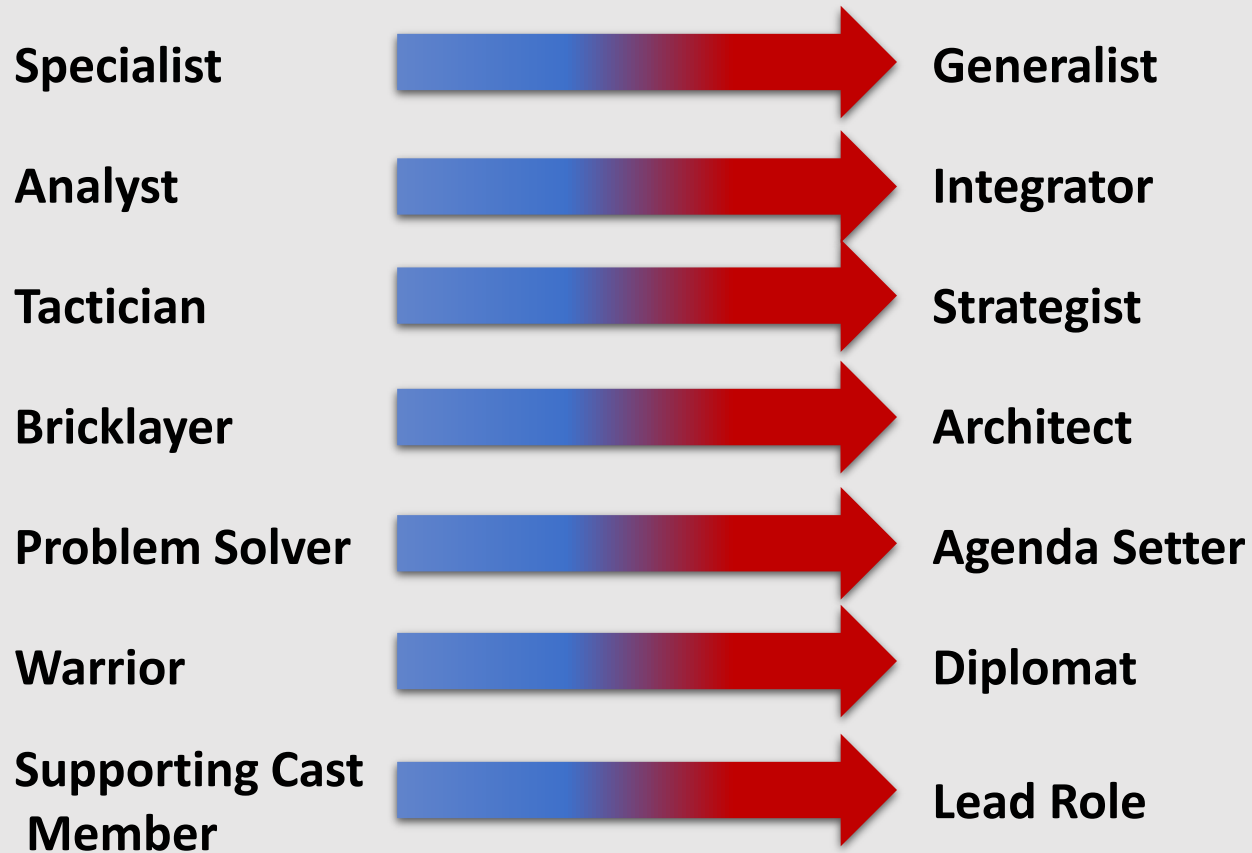 Specialist
Generalist
Analyst
Integrator
Tactician
Strategist
Bricklayer
Architect
Problem Solver
Agenda Setter
Warrior
Diplomat
Supporting Cast
Member
Lead Role